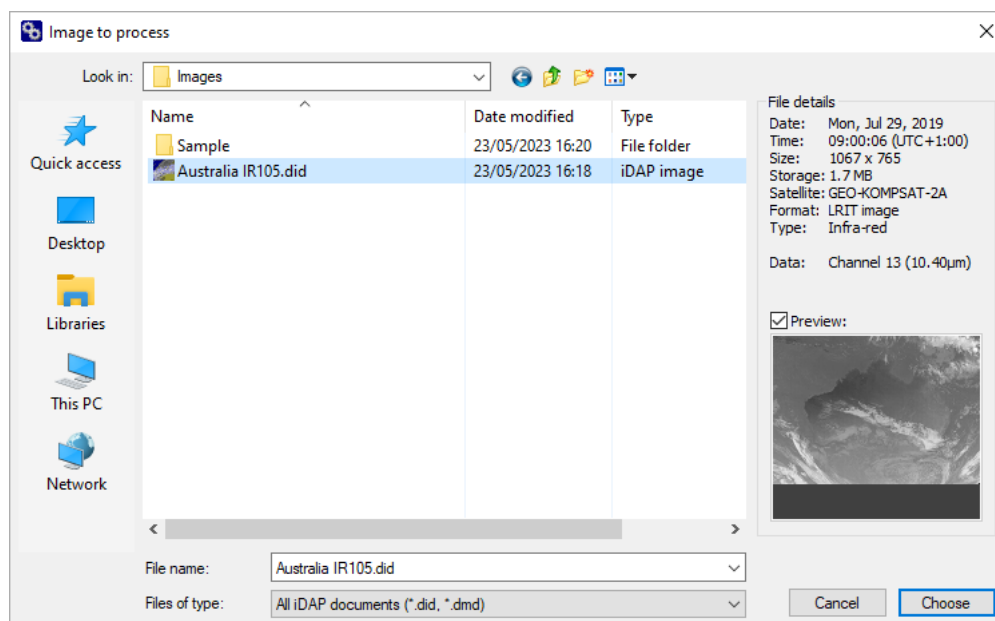 Image to process
Look in: Images
Quick access
Desktop
Libraries
This PC
Network
Name Date modified Type
Sample 23/05/2023 16:20 File folder
Australia IR105.did 23/05/2023 16:18 iDAP image
File name: Australia IR105.did
Files of type: All iDAP documents (*.did, *.dmd)
File details
Date: Mon, Jul 29, 2019
Time: 09:00:06 (UTC+1:00)
Size: 1067 x 765
Storage: 1.7 MB
Satellite: GEO-KOMPSAT-2A
Format: LRIT image
Type: Infra-red
Data: Channel 13 (10.40µm)
Preview:
Cancel Choose